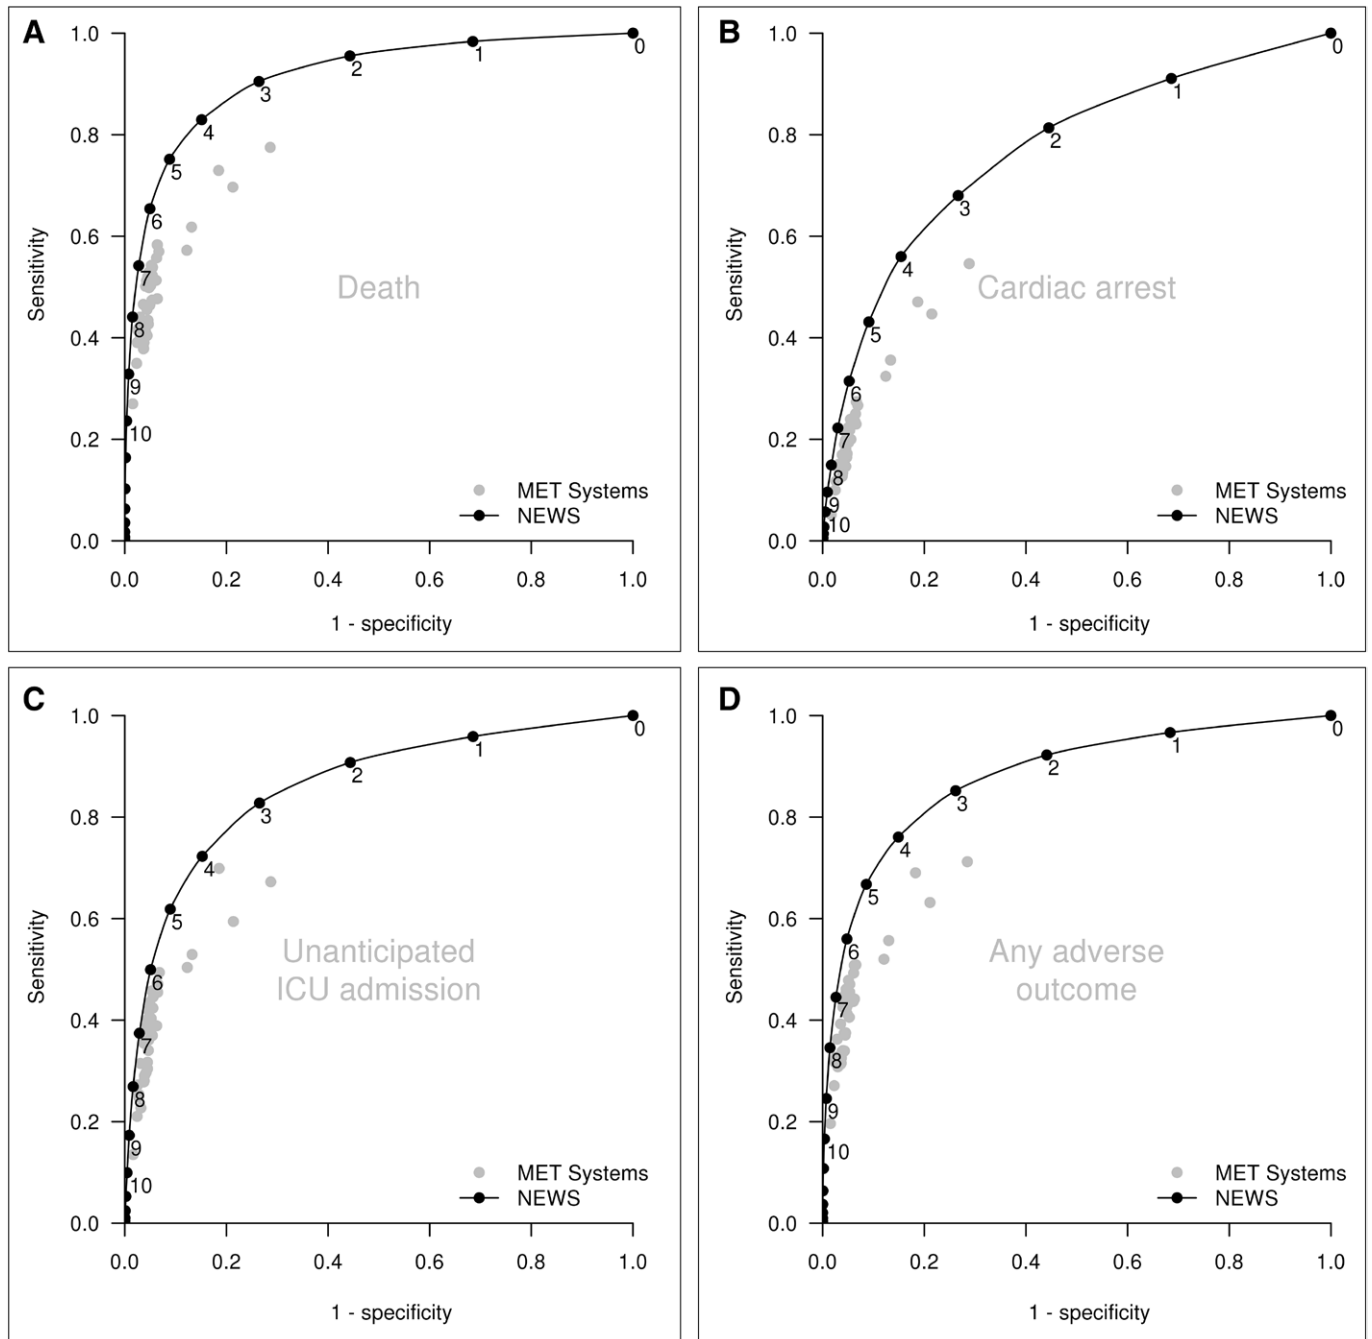 A
1.0
0.8
0.6
0.4
0.2
0.0
Sensitivity
0
1
2
3
4
5
6
7
8
9
10
Death
MET Systems
NEWS
0.0 0.2 0.4 0.6 0.8 1.0
1 - specificity
B
1.0
0.8
0.6
0.4
0.2
0.0
Sensitivity
0
1
2
3
4
5
6
7
8
9
10
Cardiac arrest
MET Systems
NEWS
0.0 0.2 0.4 0.6 0.8 1.0
1 - specificity
C
1.0
0.8
0.6
0.4
0.2
0.0
Sensitivity
0
1
2
3
4
5
6
7
8
9
10
Unanticipated
ICU admission
MET Systems
NEWS
0.0 0.2 0.4 0.6 0.8 1.0
1 - specificity
D
1.0
0.8
0.6
0.4
0.2
0.0
Sensitivity
0
1
2
3
4
5
6
7
8
9
10
Any adverse
outcome
MET Systems
NEWS
0.0 0.2 0.4 0.6 0.8 1.0
1 - specificity